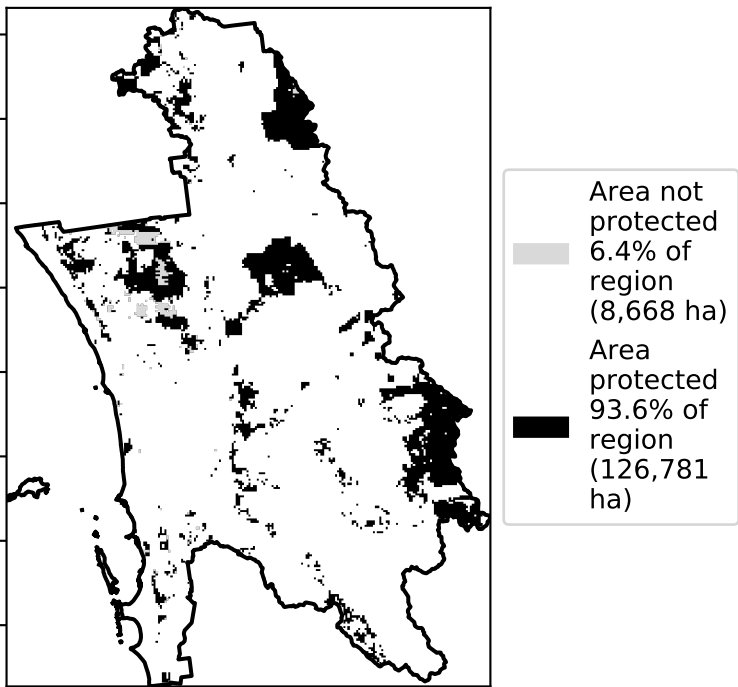 Area not
protected
6.4% of
region
(8,668 ha)
Area
protected
93.6% of
region
(126,781
ha)